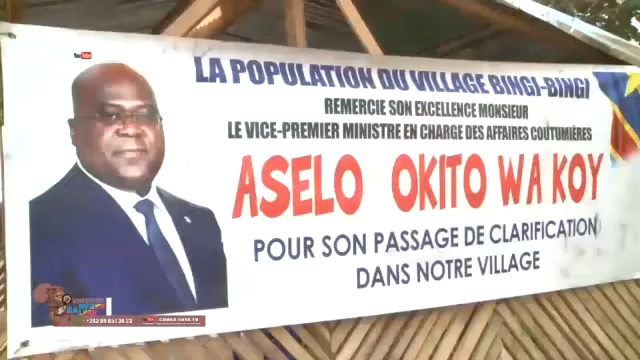 YouTube
LA POPULATION DU VILLAGE BINGI-BINGI
REMERCIE SON EXCELLENCE MONSIEUR
LE VICE-PREMIER MINISTRE EN CHARGE DES AFFAIRES COUTUMIÈRES
ASELO OKITO WA KOY
POUR SON PASSAGE DE CLARIFICATION
DANS NOTRE VILLAGE